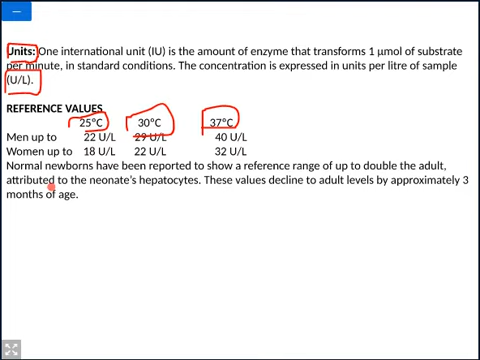 Units: One international unit (IU) is the amount of enzyme that transforms 1 µmol of substrate
per minute, in standard conditions. The concentration is expressed in units per litre of sample
(U/L).
REFERENCE VALUES
25°C 30°C 37°C
Men up to 22 U/L 29 U/L 40 U/L
Women up to 18 U/L 22 U/L 32 U/L
Normal newborns have been reported to show a reference range of up to double the adult,
attributed to the neonate's hepatocytes. These values decline to adult levels by approximately 3
months of age.